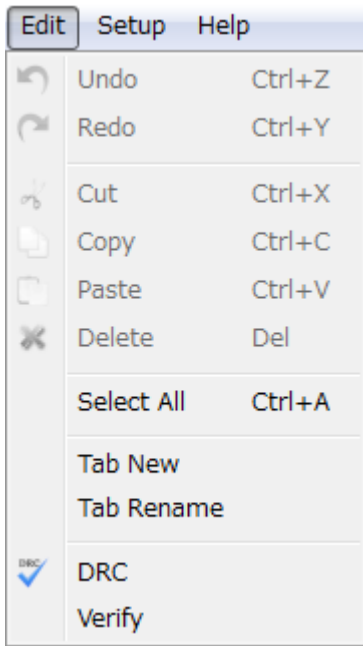 Edit Setup Help
Undo Ctrl+Z
Redo Ctrl+Y
Cut Ctrl+X
Copy Ctrl+C
Paste Ctrl+V
Delete Del
Select All Ctrl+A
Tab New
Tab Rename
DRC DRC
Verify